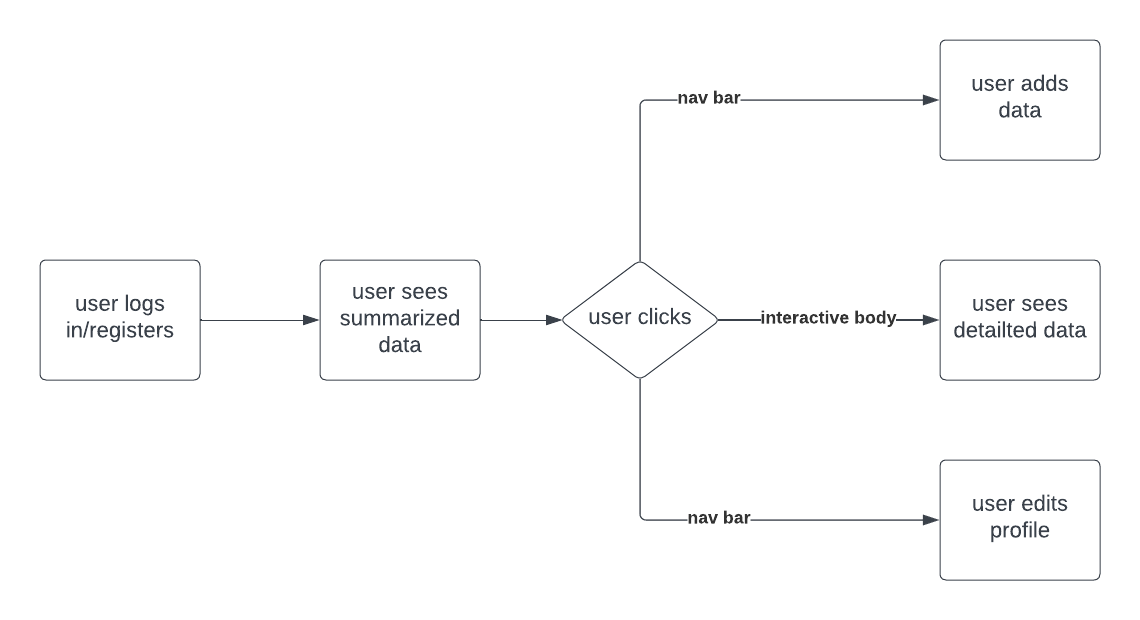 user logs
in/registers
user sees
summarized
data
user clicks
nav bar
user adds
data
interactive body
user sees
detailted data
nav bar
user edits
profile